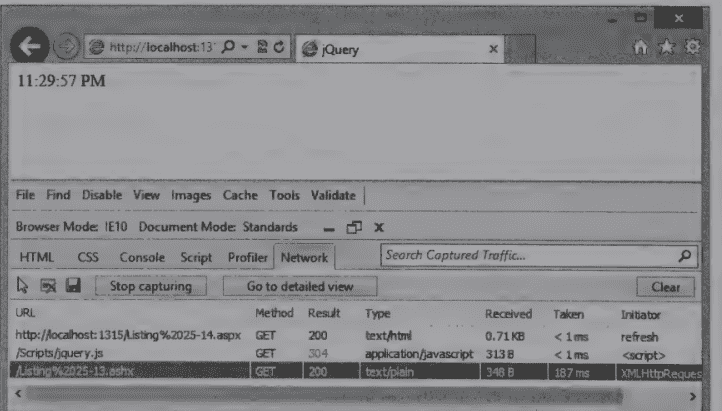 http://localhost:13
jQuery
11:29:57 PM
File Find Disable View Images Cache Tools Validate
Browser Mode: IE10 Document Mode: Standards
HTML CSS Console Script Profiler Network Search Captured Traffic...
Stop capturing Go to detailed view Clear
URL Method Result Type Received Taken Initiator
http://localhost:1315/Listing%2025-14.aspx GET 200 text/html 0.71 KB < 1 ms refresh
/Scripts/jquery.js GET 304 application/javascript 313 B < 1 ms <script>
/Listing%2025-13.ashx GET 200 text/plain 348 B 187 ms XMLHttpReques